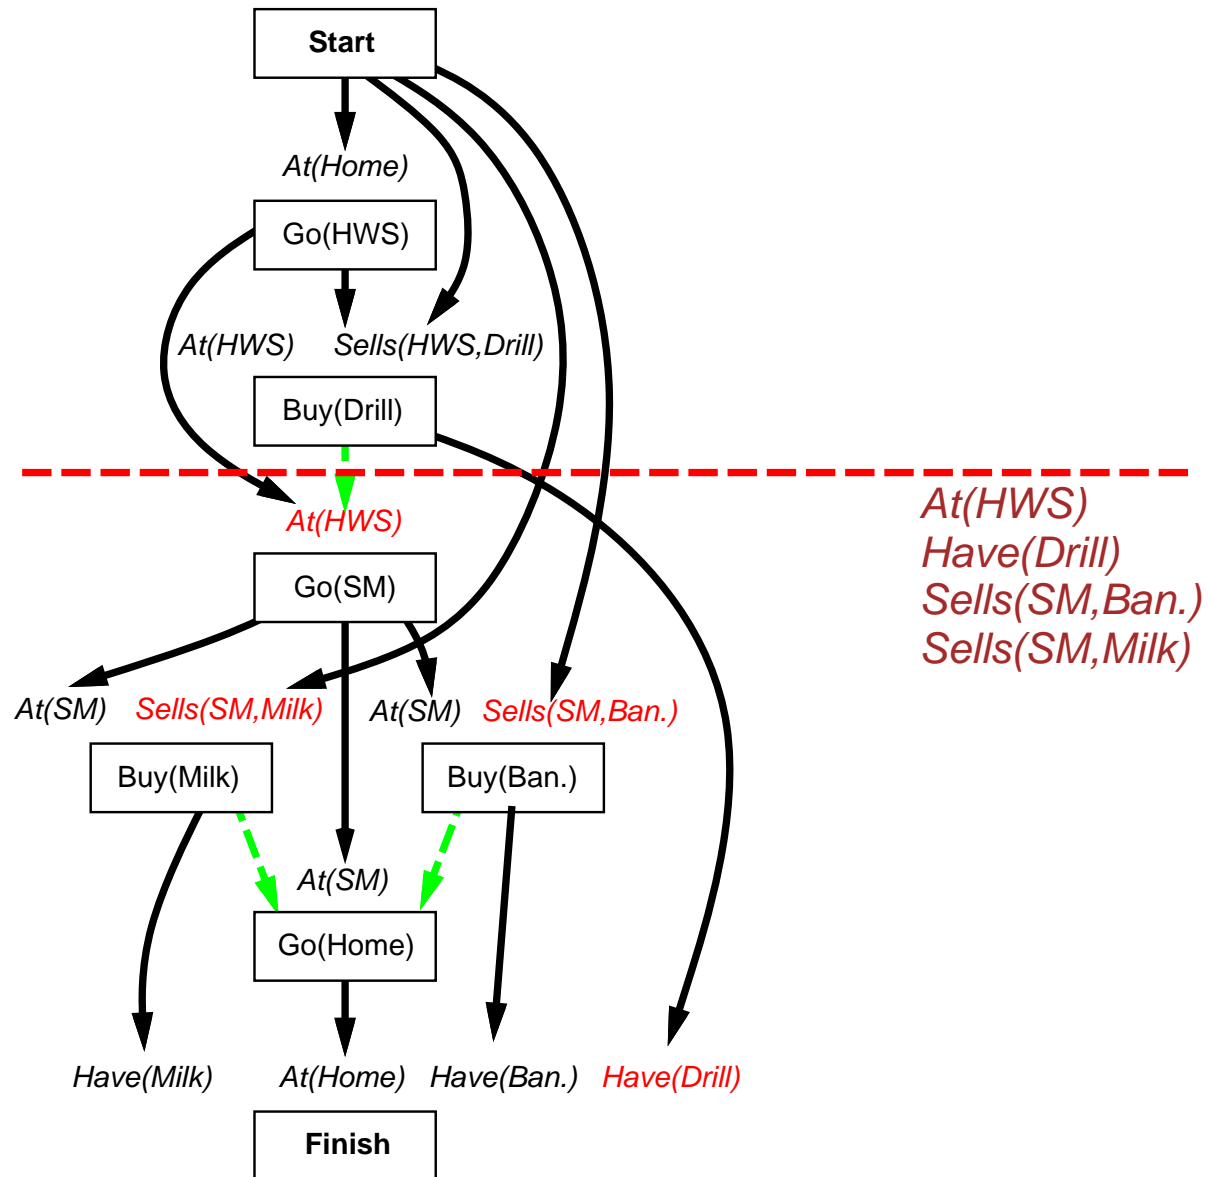 Start
At(Home)
Go(HWS)
At(HWS) Sells(HWS,Drill)
Buy(Drill)
At(HWS)
Go(SM)
At(SM) Sells(SM,Milk) At(SM) Sells(SM,Ban.)
Buy(Milk) Buy(Ban.)
At(SM)
Go(Home)
Have(Milk) At(Home) Have(Ban.) Have(Drill)
Finish
At(HWS)
Have(Drill)
Sells(SM,Ban.)
Sells(SM,Milk)